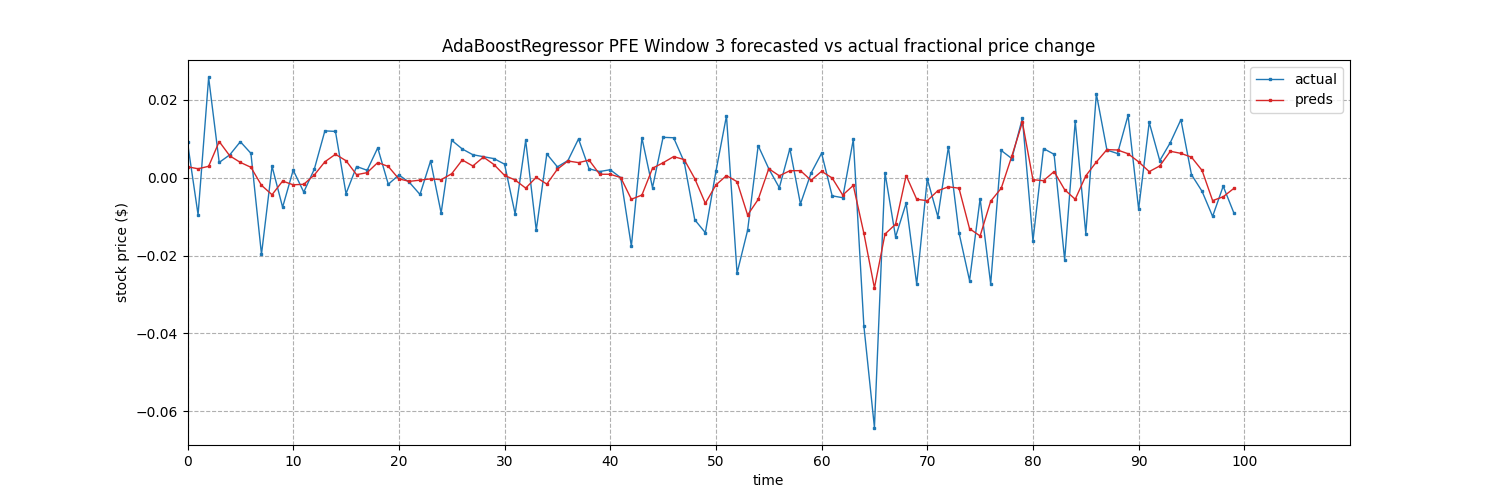 AdaBoostRegressor PFE Window 3 forecasted vs actual fractional price change
actual
preds
0.02
0.00
−0.02
−0.04
−0.06
stock price ($)
0 10 20 30 40 50 60 70 80 90 100
time